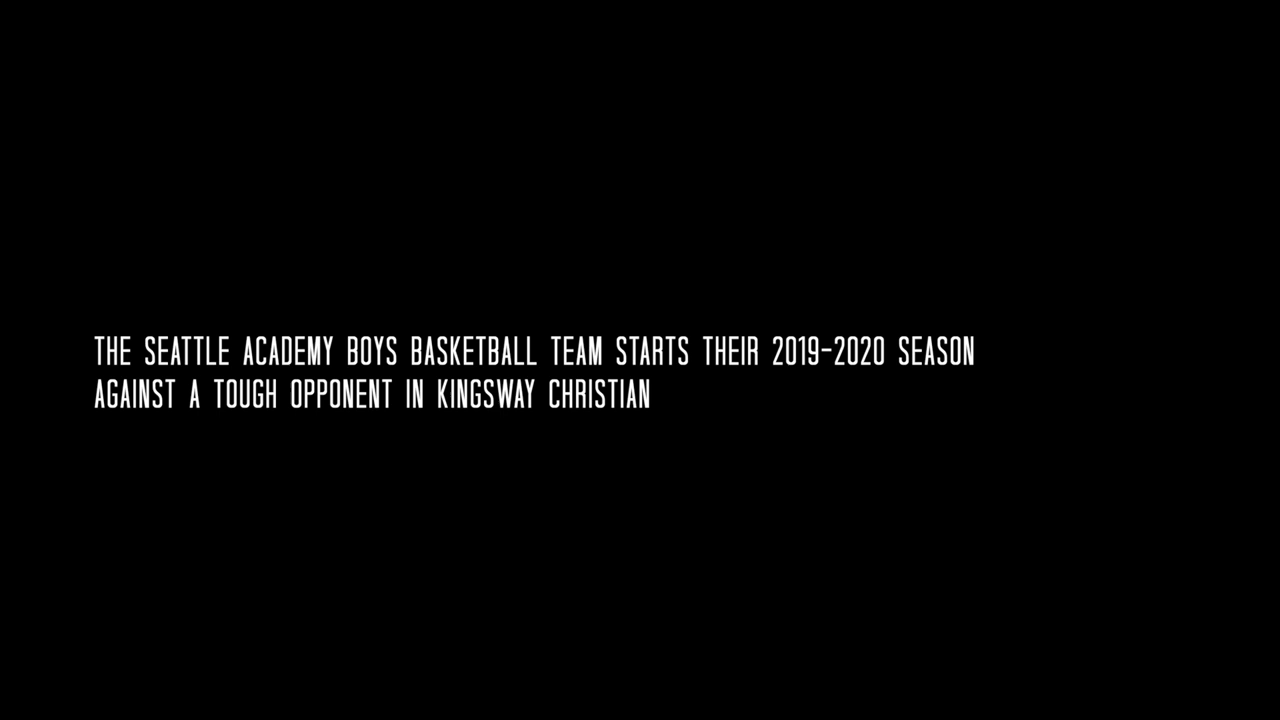 THE SEATTLE ACADEMY BOYS BASKETBALL TEAM STARTS THEIR 2019-2020 SEASON
AGAINST A TOUGH OPPONENT IN KINGSWAY CHRISTIAN